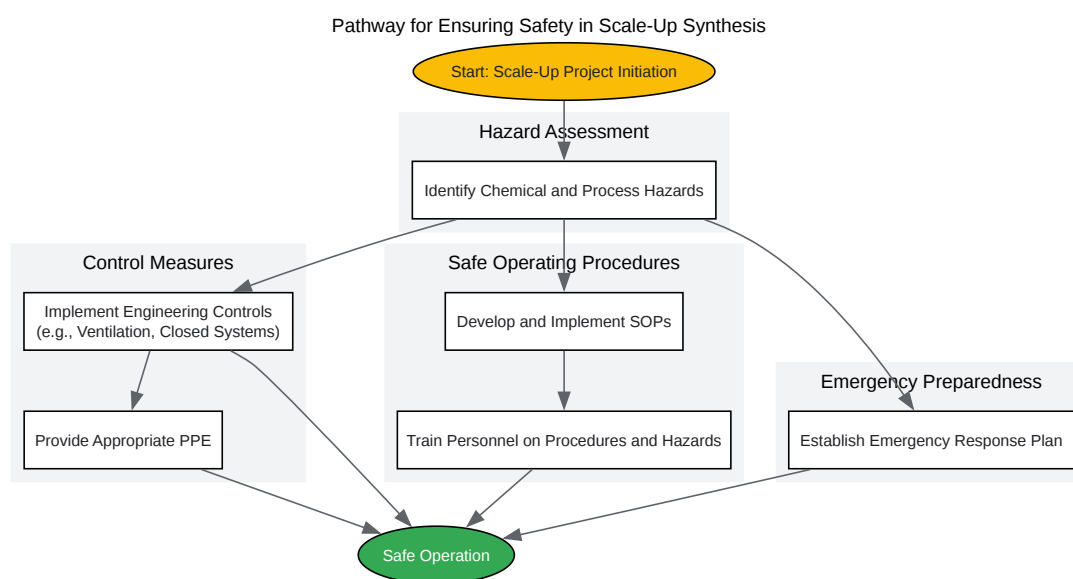 Pathway for Ensuring Safety in Scale-Up Synthesis
Start: Scale-Up Project Initiation
Hazard Assessment
Identify Chemical and Process Hazards
Control Measures
Implement Engineering Controls
(e.g., Ventilation, Closed Systems)
Provide Appropriate PPE
Safe Operating Procedures
Develop and Implement SOPs
Train Personnel on Procedures and Hazards
Emergency Preparedness
Establish Emergency Response Plan
Safe Operation